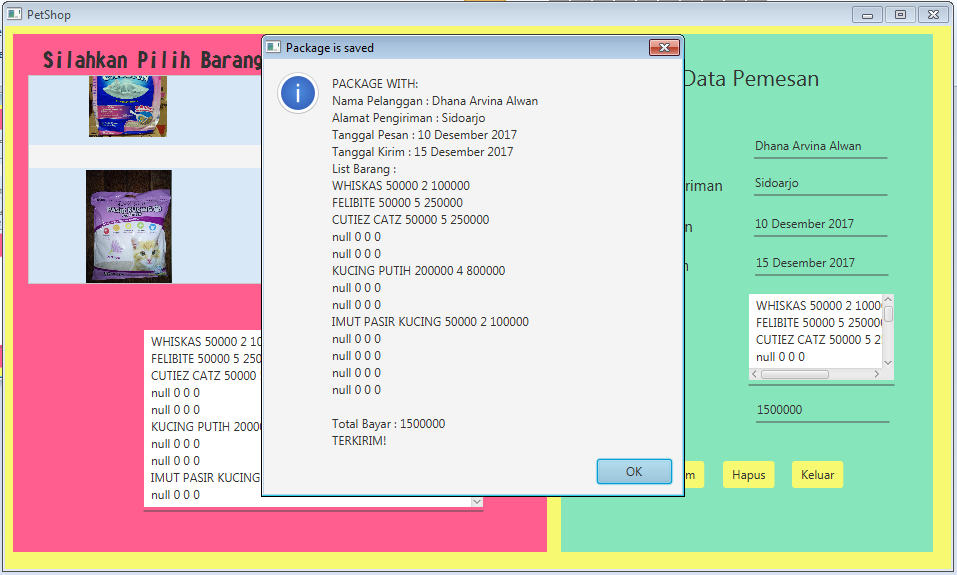 PetShop
Silahkan Pilih Barang
WHISKAS 50000 2 10
FELIBITE 50000 5 250
CUTIEZ CATZ 50000
null 0 0 0
null 0 0 0
KUCING PUTIH 20000
null 0 0 0
null 0 0 0
IMUT PASIR KUCING
null 0 0 0
Package is saved
PACKAGE WITH:
Nama Pelanggan : Dhana Arvina Alwan
Alamat Pengiriman : Sidoarjo
Tanggal Pesan : 10 Desember 2017
Tanggal Kirim : 15 Desember 2017
List Barang :
WHISKAS 50000 2 100000
FELIBITE 50000 5 250000
CUTIEZ CATZ 50000 5 250000
null 0 0 0
null 0 0 0
KUCING PUTIH 200000 4 800000
null 0 0 0
null 0 0 0
IMUT PASIR KUCING 50000 2 100000
null 0 0 0
null 0 0 0
null 0 0 0
null 0 0 0
Total Bayar : 1500000
TERKIRIM!
OK
Data Pemesan
Dhana Arvina Alwan
riman Sidoarjo
n 10 Desember 2017
15 Desember 2017
WHISKAS 50000 2 1000
FELIBITE 50000 5 25000
CUTIEZ CATZ 50000 5 2
null 0 0 0
1500000
m Hapus Keluar